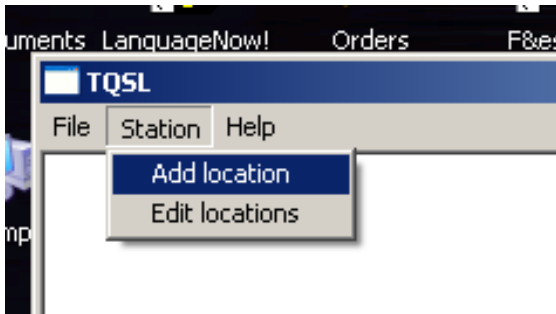 uments LanguageNow! Orders F&es
TQSL
File Station Help
Add location
Edit locations
mp